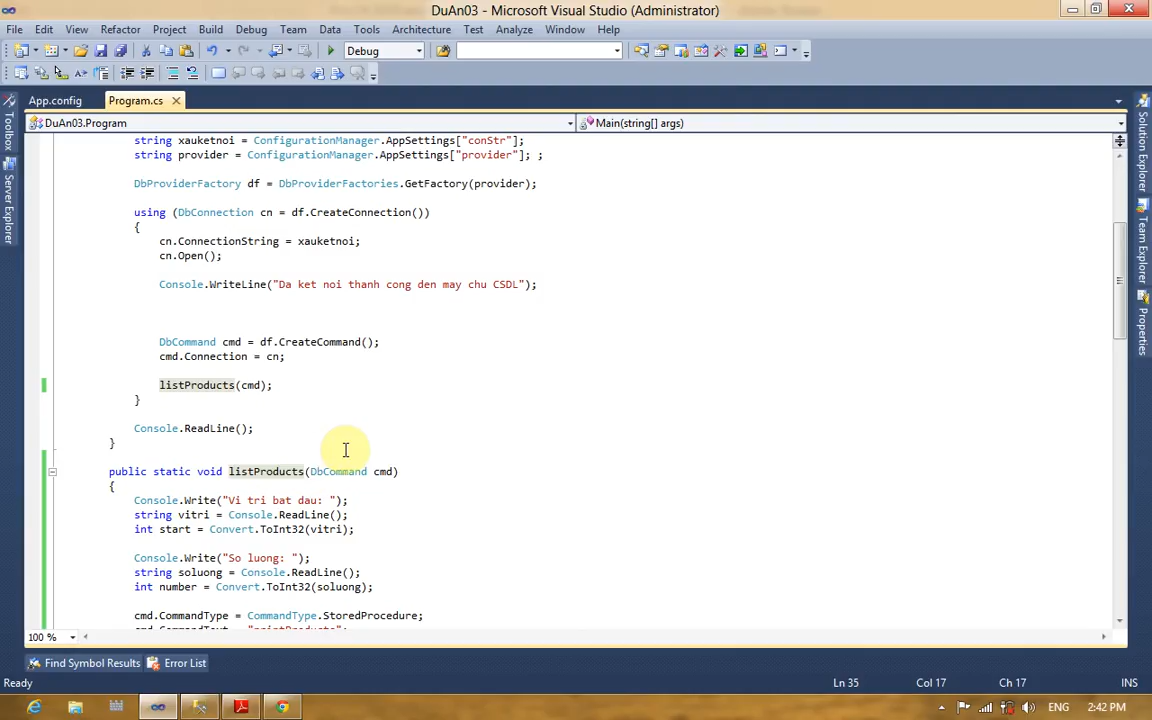 DuAn03 - Microsoft Visual Studio (Administrator)
File Edit View Refactor Project Build Debug Team Data Tools Architecture Test Analyze Window Help
Debug
App.config Program.cs
DuAn03.Program Main(string[] args)
Toolbox
Server Explorer
string xauketnoi = ConfigurationManager.AppSettings["conStr"];
string provider = ConfigurationManager.AppSettings["provider"]; ;
DbProviderFactory df = DbProviderFactories.GetFactory(provider);
using (DbConnection cn = df.CreateConnection())
{
cn.ConnectionString = xauketnoi;
cn.Open();
Console.WriteLine("Da ket noi thanh cong den may chu CSDL");
DbCommand cmd = df.CreateCommand();
cmd.Connection = cn;
listProducts(cmd);
}
Console.ReadLine();
}
public static void listProducts(DbCommand cmd)
{
Console.Write("Vi tri bat dau: ");
string vitri = Console.ReadLine();
int start = Convert.ToInt32(vitri);
Console.Write("So luong: ");
string soluong = Console.ReadLine();
int number = Convert.ToInt32(soluong);
cmd.CommandType = CommandType.StoredProcedure;
Solution Explorer
Team Explorer
Properties
100 %
Find Symbol Results Error List
Ready Ln 35 Col 17 Ch 17 INS
ENG 2:42 PM